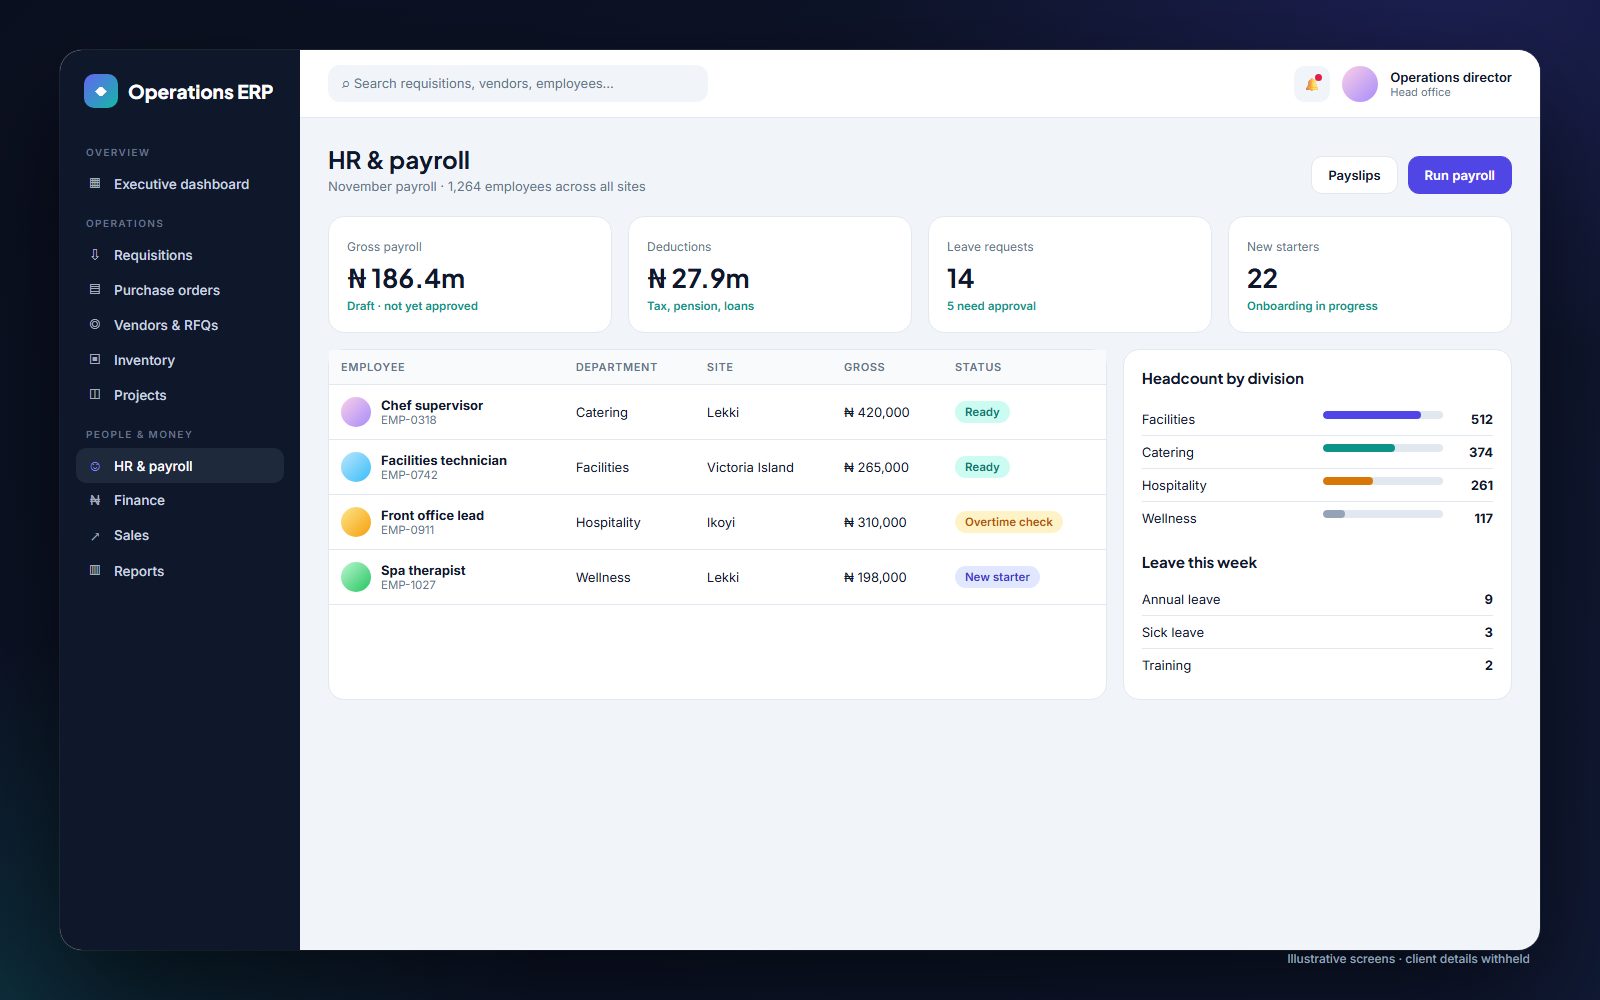 Operations ERP
OVERVIEW
Executive dashboard
OPERATIONS
Requisitions
Purchase orders
Vendors & RFQs
Inventory
Projects
PEOPLE & MONEY
HR & payroll
₦ Finance
Sales
Reports
Search requisitions, vendors, employees...
Operations director
Head office
HR & payroll
November payroll · 1,264 employees across all sites
Payslips
Run payroll
Gross payroll
₦ 186.4m
Draft · not yet approved
Deductions
₦ 27.9m
Tax, pension, loans
Leave requests
14
5 need approval
New starters
22
Onboarding in progress
EMPLOYEE DEPARTMENT SITE GROSS STATUS
Chef supervisor
EMP-0318
Catering Lekki ₦ 420,000 Ready
Facilities technician
EMP-0742
Facilities Victoria Island ₦ 265,000 Ready
Front office lead
EMP-0911
Hospitality Ikoyi ₦ 310,000 Overtime check
Spa therapist
EMP-1027
Wellness Lekki ₦ 198,000 New starter
Headcount by division
Facilities 512
Catering 374
Hospitality 261
Wellness 117
Leave this week
Annual leave 9
Sick leave 3
Training 2
Illustrative screens · client details withheld